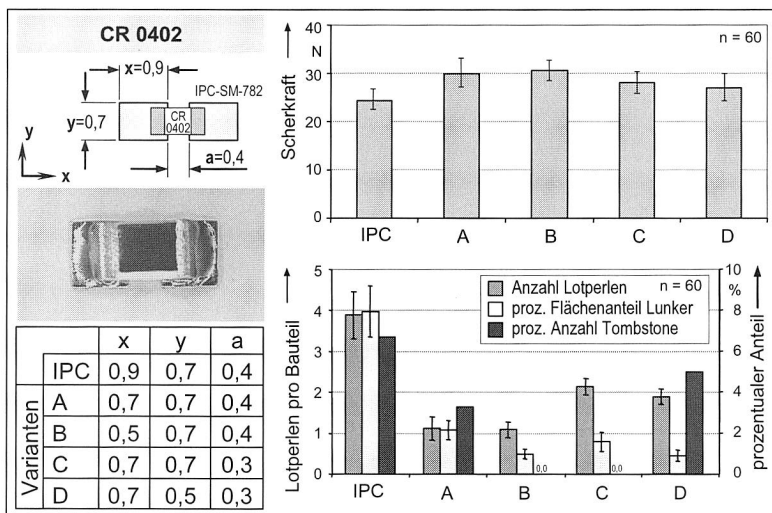 CR 0402
x=0,9
IPC-SM-782
y=0,7
CR
0402
y
x
a=0,4
x y a
IPC 0,9 0,7 0,4
Varianten
A 0,7 0,7 0,4
B 0,5 0,7 0,4
C 0,7 0,7 0,3
D 0,7 0,5 0,3
Scherkraft
40
N
30
20
10
0
n = 60
IPC A B C D
Lotperlen pro Bauteil
5
4
3
2
1
0
Anzahl Lotperlen n = 60
proz. Flächenanteil Lunker
proz. Anzahl Tombstone
0,0
0,0
IPC A B C D
10
%
8
6
4
2
0
prozentualer Anteil